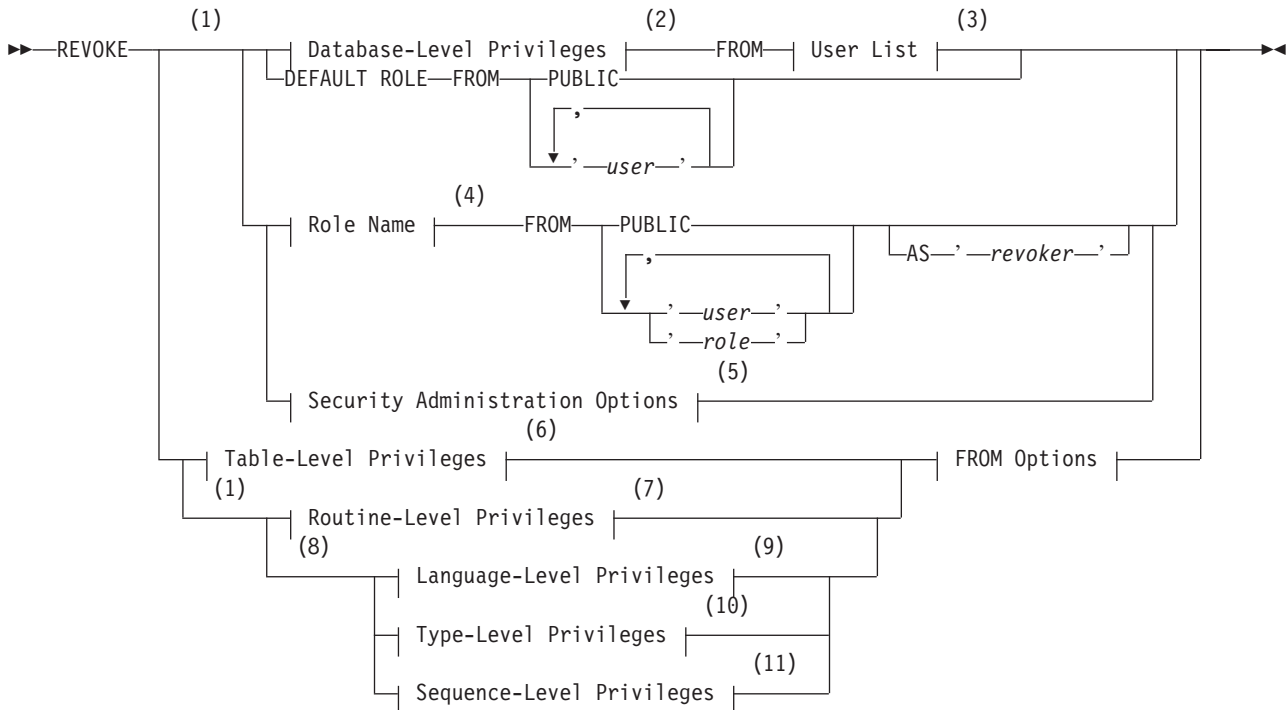 (1) (2) (3)
REVOKE Database-Level Privileges FROM User List
DEFAULT ROLE FROM PUBLIC
,
' user '
(4)
Role Name FROM PUBLIC
, AS ' revoker '
' user '
' role '
(5)
Security Administration Options
(6)
Table-Level Privileges FROM Options
(1) (7)
Routine-Level Privileges
(8) (9)
Language-Level Privileges
(10)
Type-Level Privileges
(11)
Sequence-Level Privileges